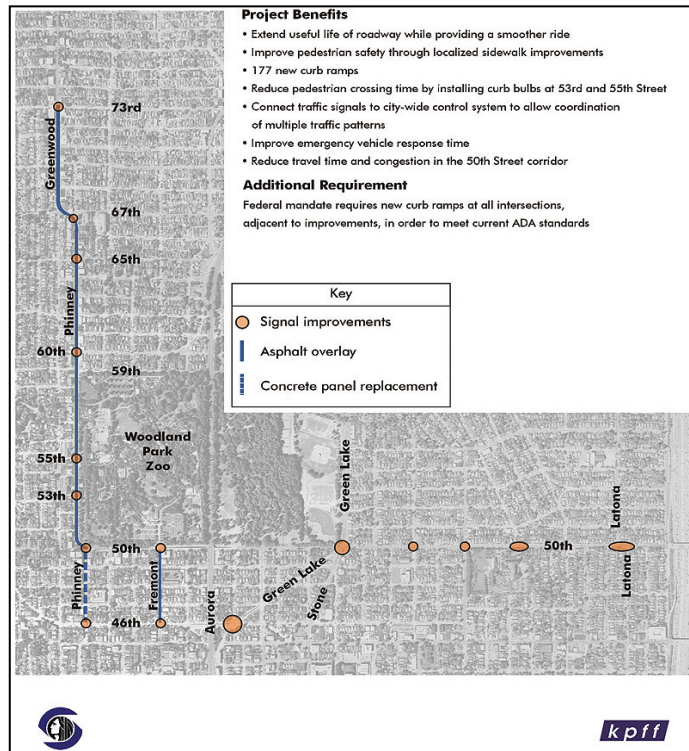 Project Benefits
• Extend useful life of roadway while providing a smoother ride
• Improve pedestrian safety through localized sidewalk improvements
• 177 new curb ramps
• Reduce pedestrian crossing time by installing curb bulbs at 53rd and 55th Street
• Connect traffic signals to city-wide control system to allow coordination
of multiple traffic patterns
• Improve emergency vehicle response time
• Reduce travel time and congestion in the 50th Street corridor
Additional Requirement
Federal mandate requires new curb ramps at all intersections,
adjacent to improvements, in order to meet current ADA standards
Key
Signal improvements
Asphalt overlay
Concrete panel replacement
73rd
Greenwood
67th
65th
Phinney
60th
59th
Woodland
Park
Zoo
55th
53rd
Green Lake
50th
50th
Latona
Latona
Phinney
Fremont
Green Lake
Stone
Aurora
46th
kpff